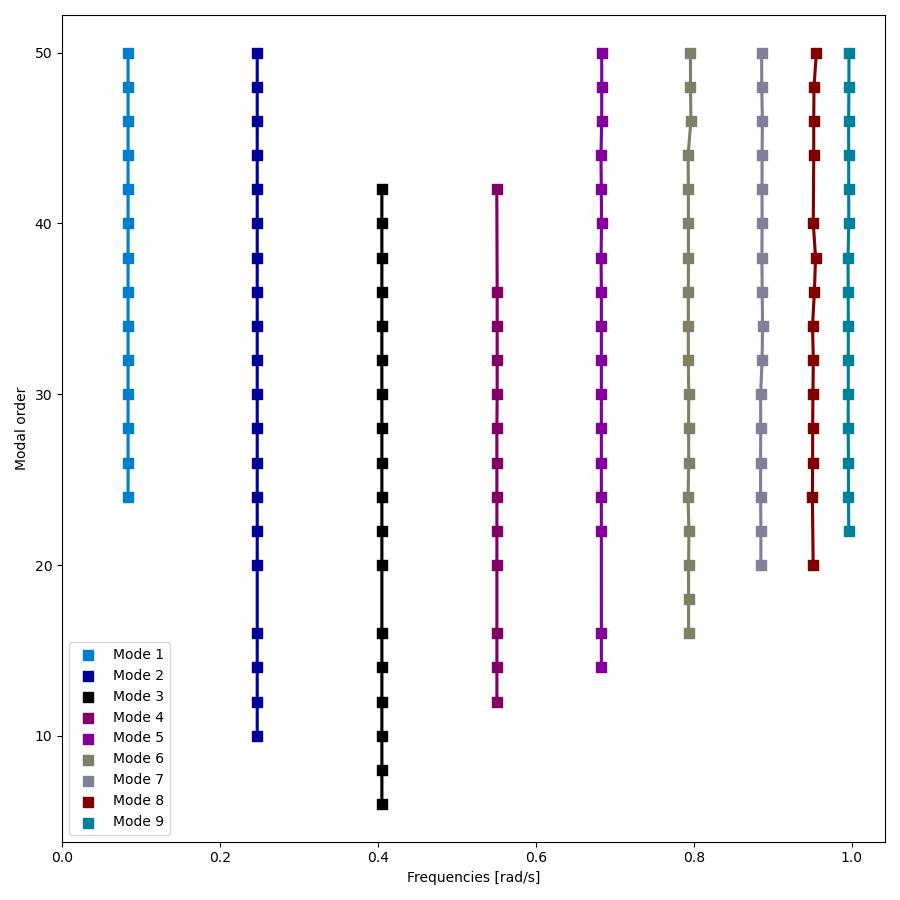 50
40
30
20
10
Modal order
Mode 1
Mode 2
Mode 3
Mode 4
Mode 5
Mode 6
Mode 7
Mode 8
Mode 9
0.0 0.2 0.4 0.6 0.8 1.0
Frequencies [rad/s]